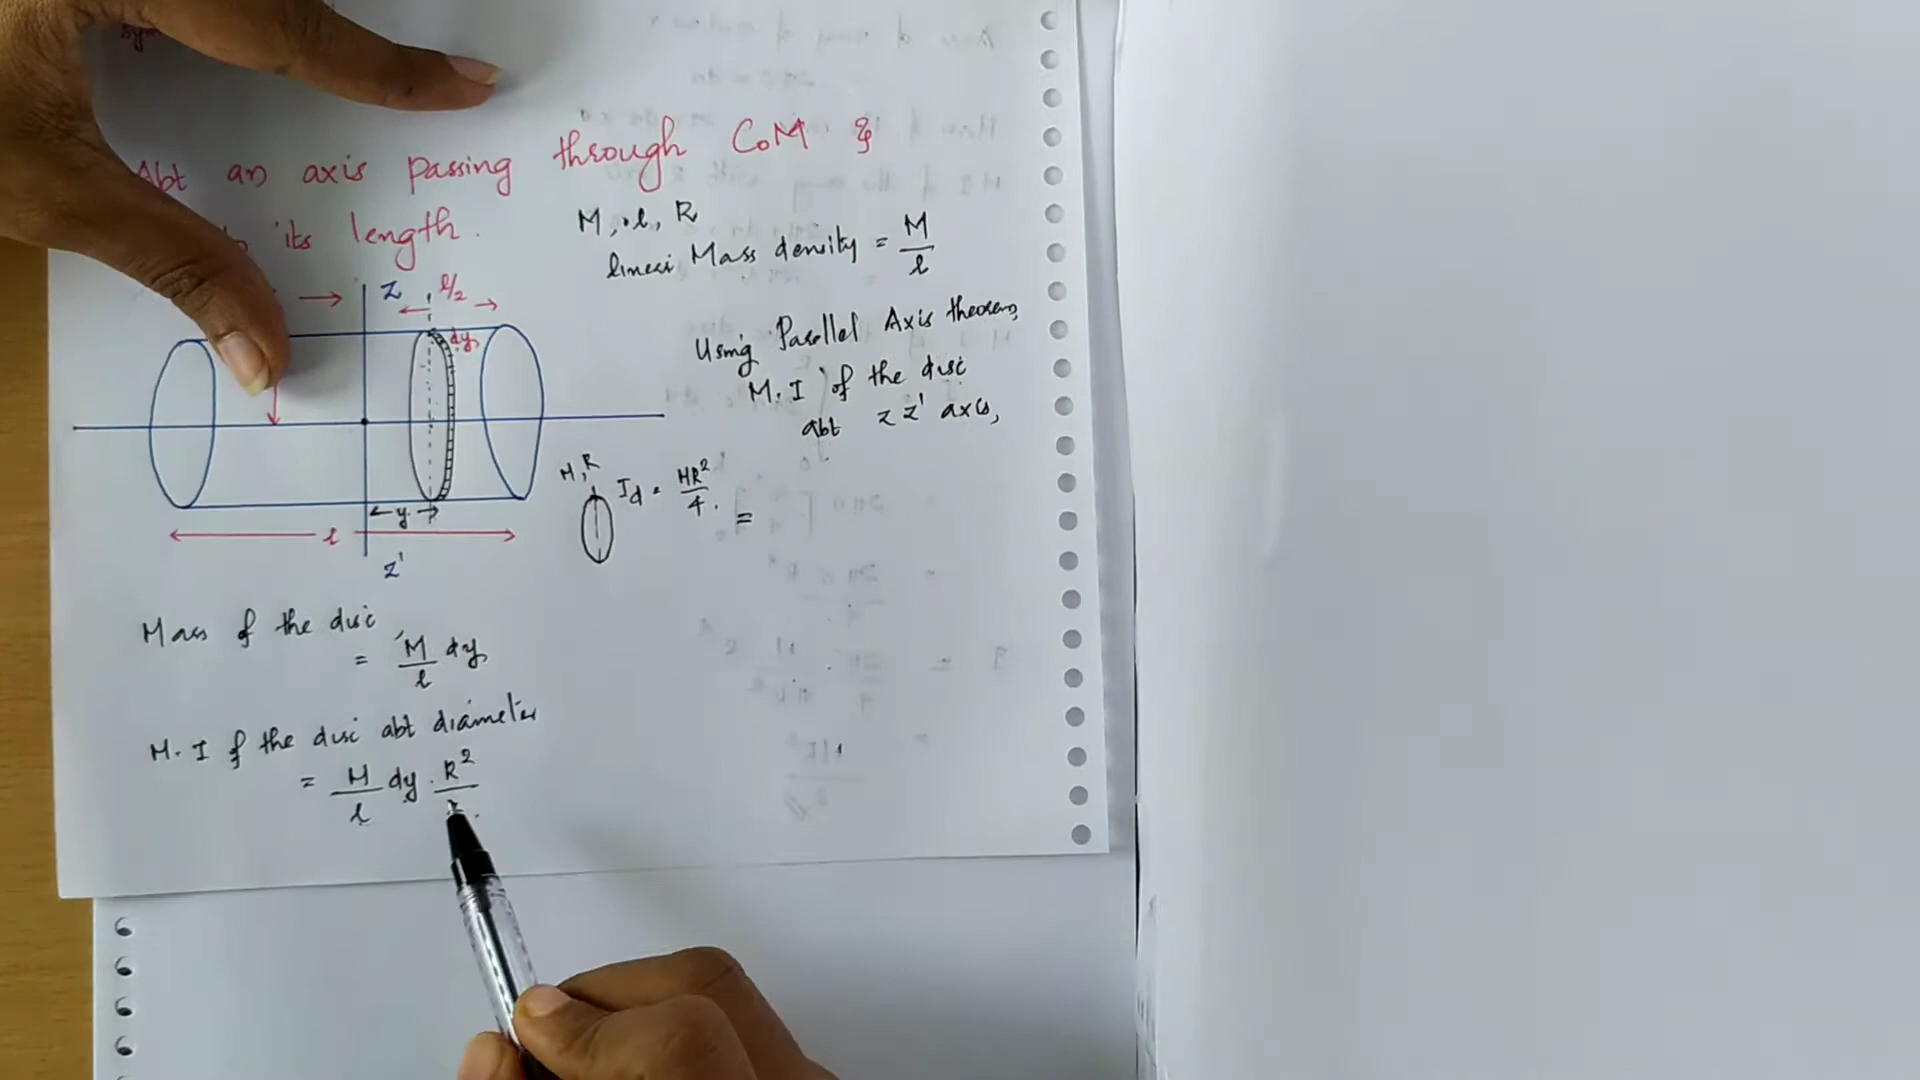 Abt an axis passing through CoM &
its length.
M, l, R
linear Mass density = M/l
Z
l/2
dy
Using Parallel Axis theorem,
M.I of the disc
abt ZZ' axis,
M, R
I_d = MR²/4.
=
y
l
Z'
Mass of the disc,
= M/l dy
M.I of the disc abt diameter
= M/l dy . R²/